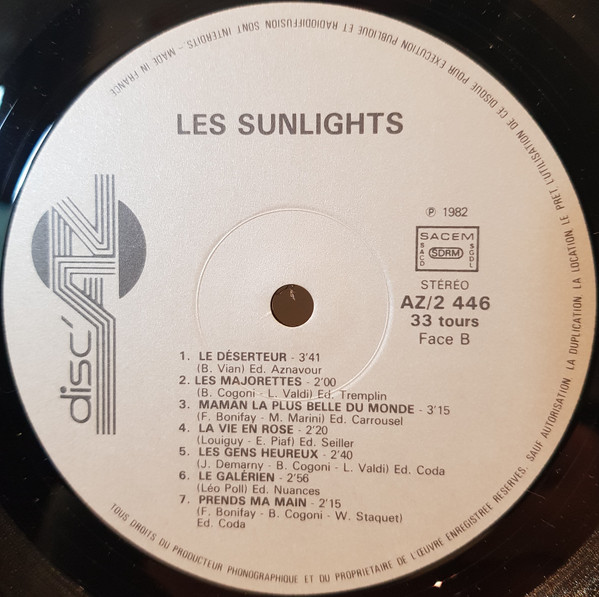 LES SUNLIGHTS
disc'AZ
℗ 1982
SACEM
SACD
SDRM
SGDL
STÉRÉO
AZ/2 446
33 tours
Face B
1. LE DÉSERTEUR - 3'41
(B. Vian) Ed. Aznavour
2. LES MAJORETTES - 2'00
(B. Cogoni - L. Valdi) Ed. Tremplin
3. MAMAN LA PLUS BELLE DU MONDE - 3'15
(F. Bonifay - M. Marini) Ed. Carrousel
4. LA VIE EN ROSE - 2'20
(Louiguy - E. Piaf) Ed. Seiller
5. LES GENS HEUREUX - 2'40
(J. Demarny - B. Cogoni - L. Valdi) Ed. Coda
6. LE GALÉRIEN - 2'56
(Léo Poll) Ed. Nuances
7. PRENDS MA MAIN - 2'15
(F. Bonifay - B. Cogoni - W. Staquet)
Ed. Coda
TOUS DROITS DU PRODUCTEUR PHONOGRAPHIQUE ET DU PROPRIETAIRE DE L'ŒUVRE ENREGISTREE RESERVES. SAUF AUTORISATION LA DUPLICATION, LA LOCATION, LE PRET, L'UTILISATION DE CE DISQUE POUR EXECUTION PUBLIQUE ET RADIODIFFUSION SONT INTERDITS - MADE IN FRANCE